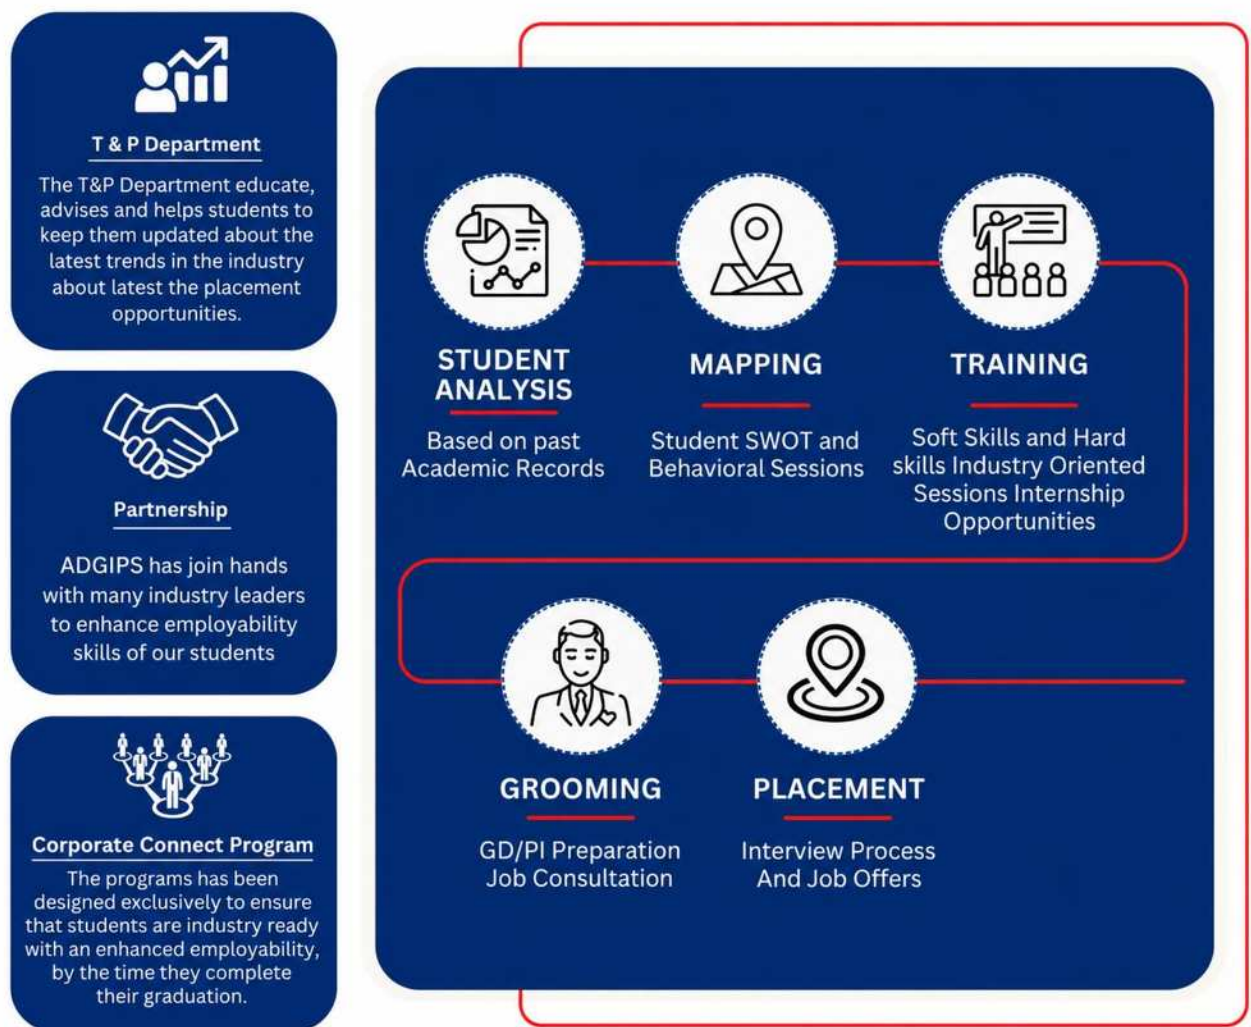 T & P Department
The T&P Department educate,
advises and helps students to
keep them updated about the
latest trends in the industry
about latest the placement
opportunities.
Partnership
ADGIPS has join hands
with many industry leaders
to enhance employability
skills of our students
Corporate Connect Program
The programs has been
designed exclusively to ensure
that students are industry ready
with an enhanced employability,
by the time they complete
their graduation.
STUDENT
ANALYSIS
Based on past
Academic Records
MAPPING
Student SWOT and
Behavioral Sessions
TRAINING
Soft Skills and Hard
skills Industry Oriented
Sessions Internship
Opportunities
GROOMING
GD/PI Preparation
Job Consultation
PLACEMENT
Interview Process
And Job Offers